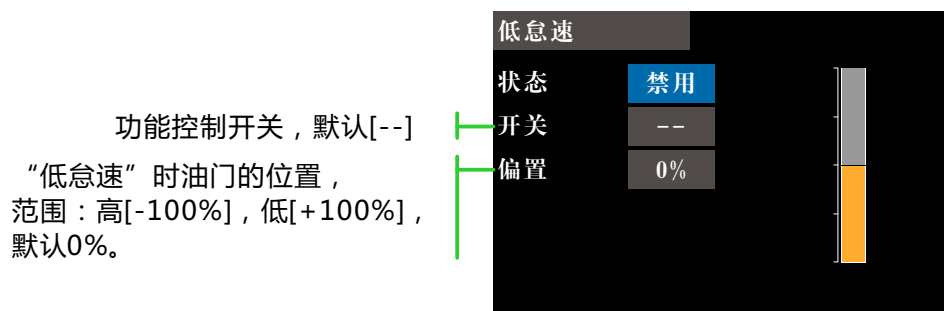 低怠速
状态 禁用
功能控制开关，默认[--] 开关 --
“低怠速”时油门的位置， 偏置 0%
范围：高[-100%]，低[+100%]，
默认0%。